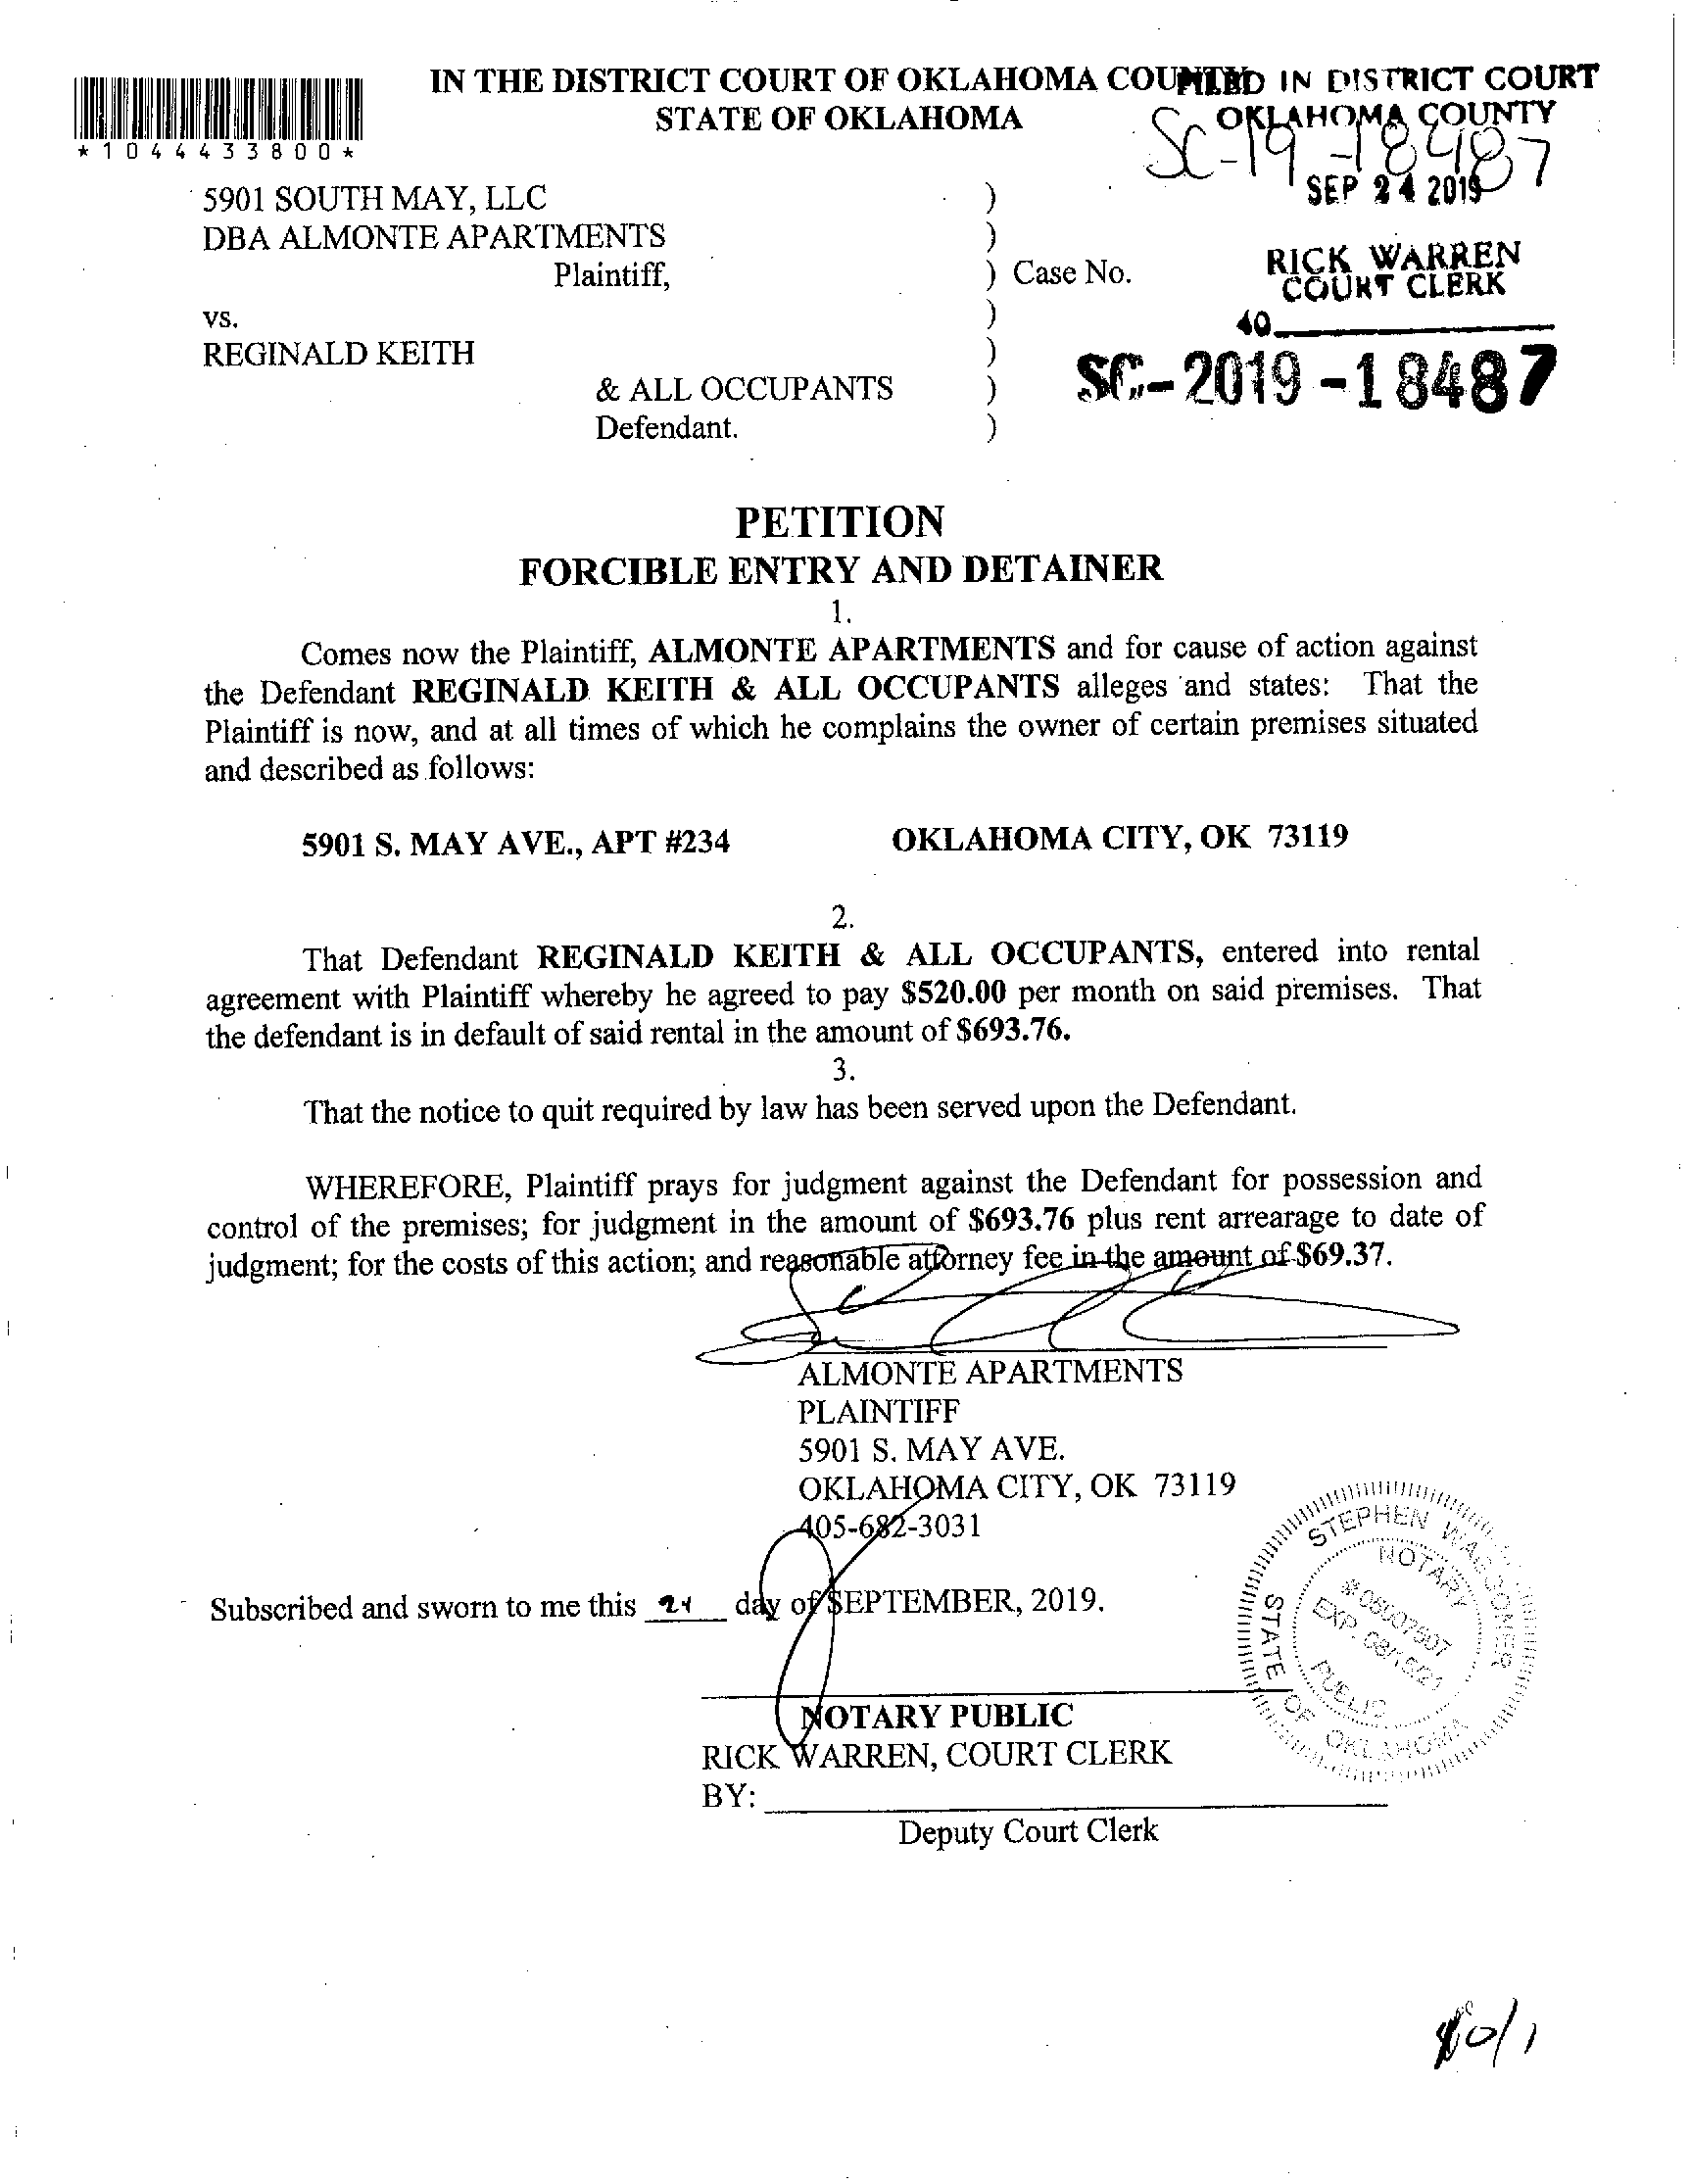 IN THE DISTRICT COURT OF OKLAHOMA COUNTY
STATE OF OKLAHOMA
FILED IN DISTRICT COURT
OKLAHOMA COUNTY
SC-19-18487
SEP 24 2019
*1044433800*
5901 SOUTH MAY, LLC )
DBA ALMONTE APARTMENTS )
Plaintiff, ) Case No.
RICK WARREN
COURT CLERK
vs. )
40
REGINALD KEITH )
SC-2019-18487
& ALL OCCUPANTS )
Defendant. )
PETITION
FORCIBLE ENTRY AND DETAINER
1.
Comes now the Plaintiff, ALMONTE APARTMENTS and for cause of action against
the Defendant REGINALD KEITH & ALL OCCUPANTS alleges and states: That the
Plaintiff is now, and at all times of which he complains the owner of certain premises situated
and described as follows:
5901 S. MAY AVE., APT #234 OKLAHOMA CITY, OK 73119
2.
That Defendant REGINALD KEITH & ALL OCCUPANTS, entered into rental
agreement with Plaintiff whereby he agreed to pay $520.00 per month on said premises. That
the defendant is in default of said rental in the amount of $693.76.
3.
That the notice to quit required by law has been served upon the Defendant.
WHEREFORE, Plaintiff prays for judgment against the Defendant for possession and
control of the premises; for judgment in the amount of $693.76 plus rent arrearage to date of
judgment; for the costs of this action; and reasonable attorney fee in the amount of $69.37.
ALMONTE APARTMENTS
PLAINTIFF
5901 S. MAY AVE.
OKLAHOMA CITY, OK 73119
405-682-3031
Subscribed and sworn to me this 24 day of SEPTEMBER, 2019.
STEPHEN WAGGONER
NOTARY
EXP. 08/15/21
PUBLIC
STATE OF OKLAHOMA
NOTARY PUBLIC
RICK WARREN, COURT CLERK
BY:
Deputy Court Clerk